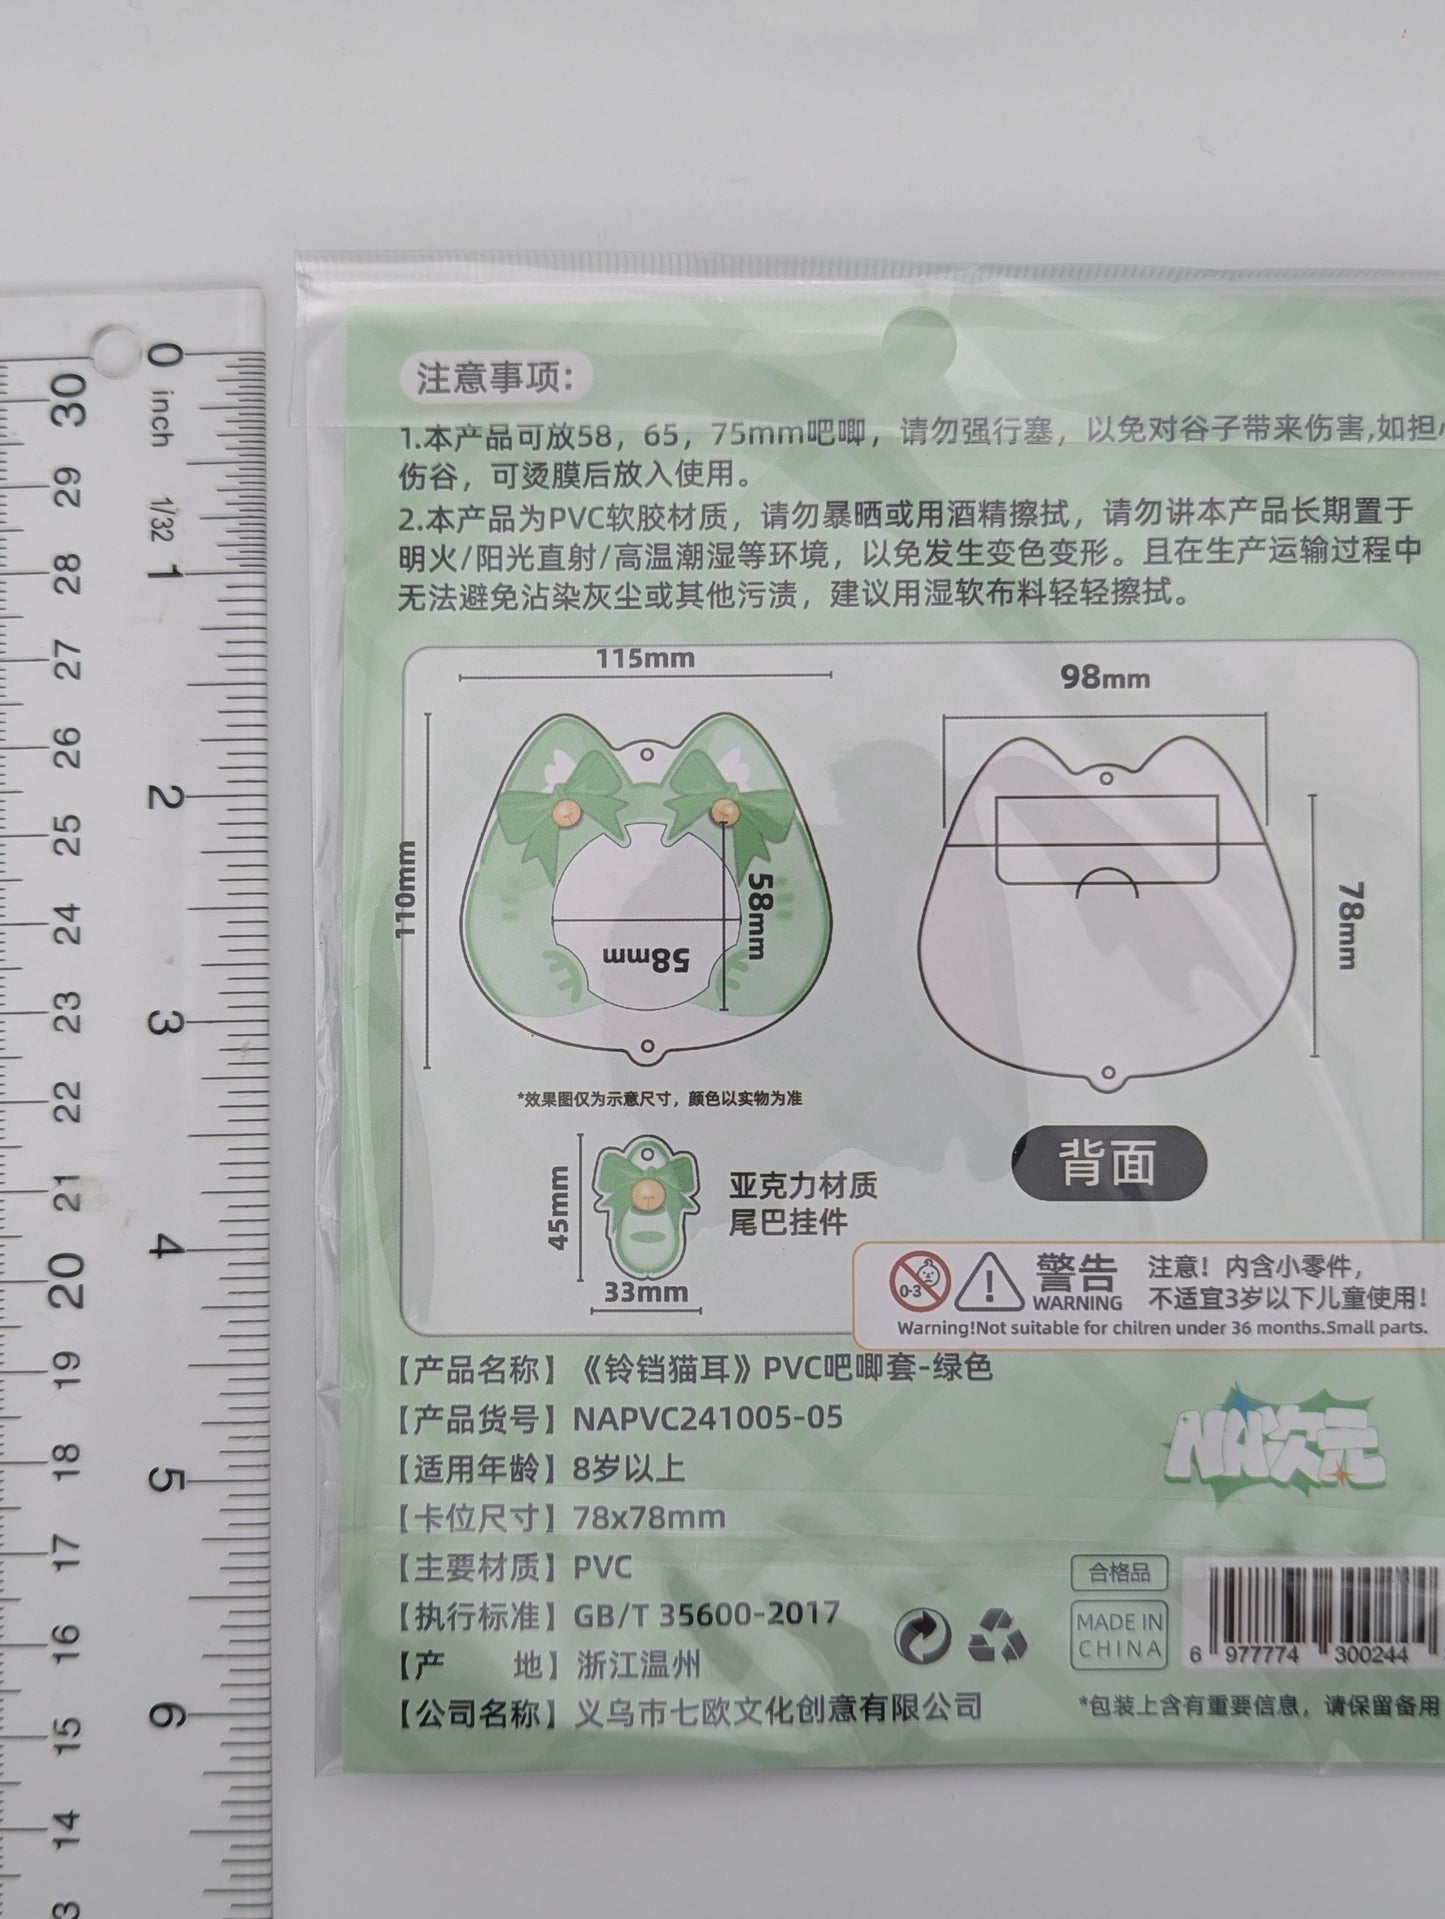 注意事项：
1.本产品可放58，65，75mm吧唧，请勿强行塞，以免对谷子带来伤害,如担
伤谷，可烫膜后放入使用。
2.本产品为PVC软胶材质，请勿暴晒或用酒精擦拭，请勿讲本产品长期置于
明火/阳光直射/高温潮湿等环境，以免发生变色变形。且在生产运输过程中
无法避免沾染灰尘或其他污渍，建议用湿软布料轻轻擦拭。
115mm
98mm
110mm
58mm
58mm
78mm
*效果图仅为示意尺寸，颜色以实物为准
45mm
33mm
亚克力材质
尾巴挂件
背面
0-3
警告
WARNING
注意！内含小零件，
不适宜3岁以下儿童使用！
Warning!Not suitable for chilren under 36 months.Small parts.
【产品名称】《铃铛猫耳》PVC吧唧套-绿色
【产品货号】NAPVC241005-05
【适用年龄】8岁以上
【卡位尺寸】78x78mm
【主要材质】PVC
【执行标准】GB/T 35600-2017
【产 地】浙江温州
【公司名称】义乌市七欧文化创意有限公司
NN次元
合格品
MADE IN
CHINA
6 977774 300244
*包装上含有重要信息，请保留备用
0
inch
1/32
1
2
3
4
5
6
30
29
28
27
26
25
24
23
22
21
20
19
18
17
16
15
14